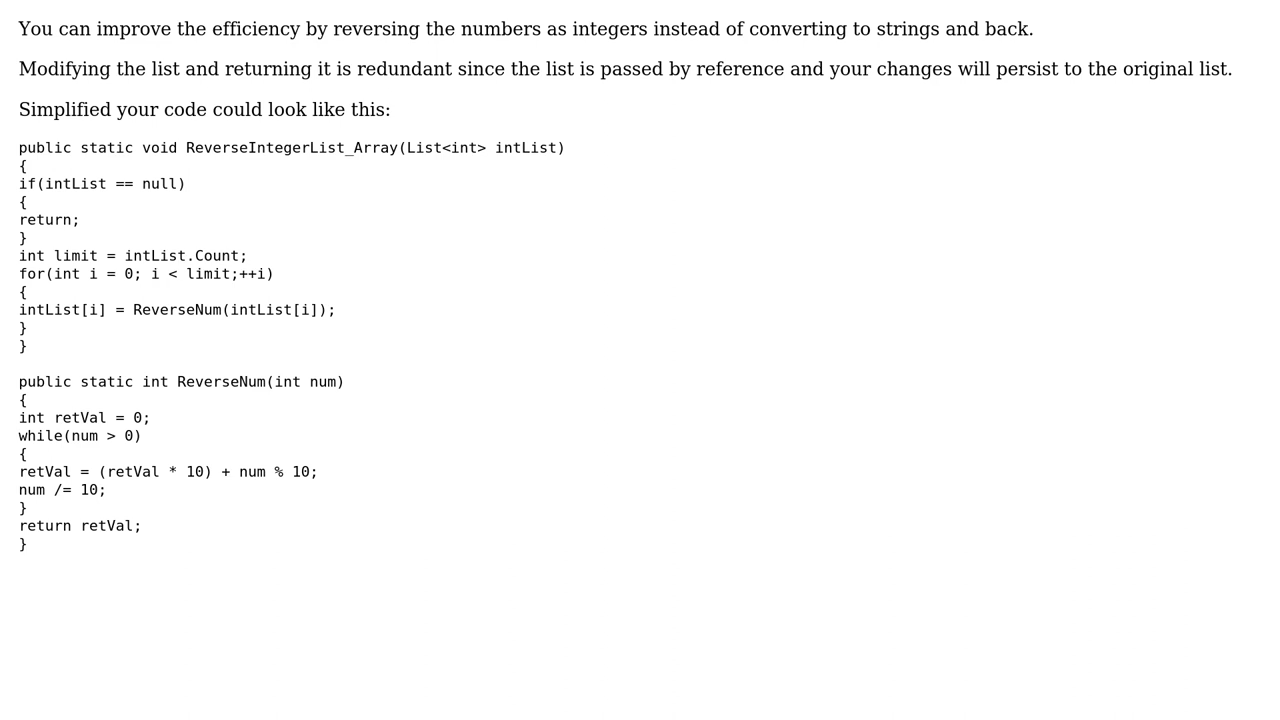 You can improve the efficiency by reversing the numbers as integers instead of converting to strings and back.
Modifying the list and returning it is redundant since the list is passed by reference and your changes will persist to the original list.
Simplified your code could look like this:
public static void ReverseIntegerList_Array(List<int> intList)
{
if(intList == null)
{
return;
}
int limit = intList.Count;
for(int i = 0; i < limit;++i)
{
intList[i] = ReverseNum(intList[i]);
}
}

public static int ReverseNum(int num)
{
int retVal = 0;
while(num > 0)
{
retVal = (retVal * 10) + num % 10;
num /= 10;
}
return retVal;
}